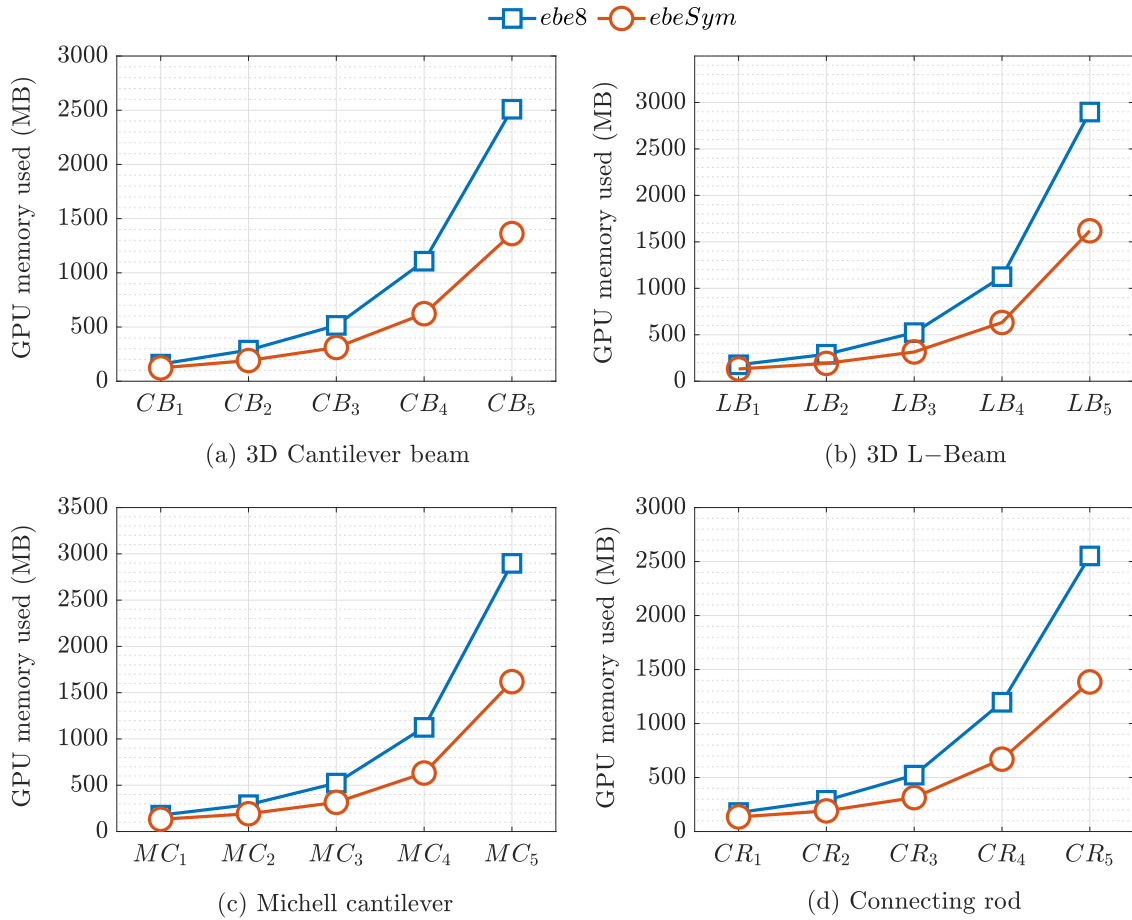 ebe8 ebeSym
GPU memory used (MB)
3000
2500
2000
1500
1000
500
0
CB₁ CB₂ CB₃ CB₄ CB₅
(a) 3D Cantilever beam
GPU memory used (MB)
3000
2500
2000
1500
1000
500
0
LB₁ LB₂ LB₃ LB₄ LB₅
(b) 3D L−Beam
GPU memory used (MB)
3500
3000
2500
2000
1500
1000
500
0
MC₁ MC₂ MC₃ MC₄ MC₅
(c) Michell cantilever
GPU memory used (MB)
3000
2500
2000
1500
1000
500
0
CR₁ CR₂ CR₃ CR₄ CR₅
(d) Connecting rod